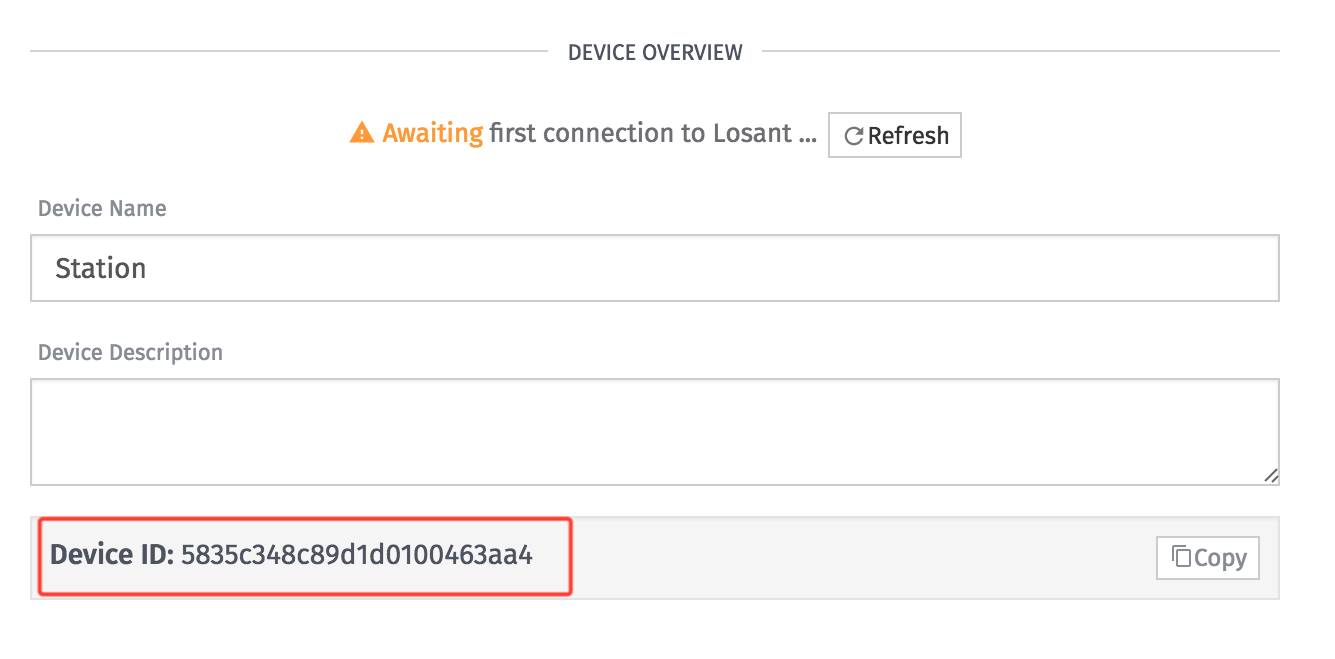 DEVICE OVERVIEW
Awaiting first connection to Losant ... Refresh
Device Name
Station
Device Description
Device ID: 5835c348c89d1d0100463aa4 Copy